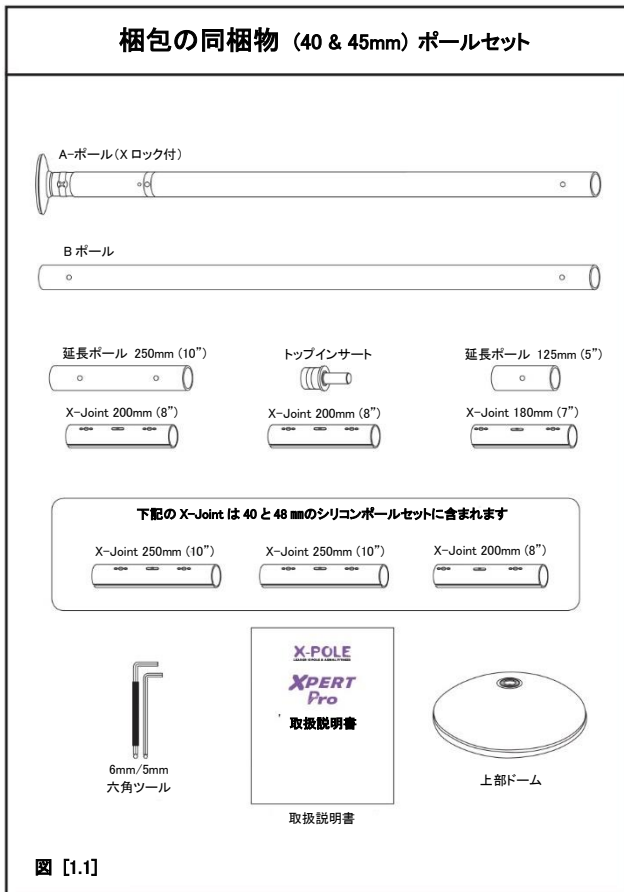 梱包の同梱物 (40 & 45mm) ポールセット
A-ポール(X ロック付)
B ポール
延長ポール 250mm (10”)
トップインサート
延長ポール 125mm (5”)
X-Joint 200mm (8”)
X-Joint 200mm (8”)
X-Joint 180mm (7”)
下記の X-Joint は 40 と 48 ㎜のシリコンポールセットに含まれます
X-Joint 250mm (10”)
X-Joint 250mm (10”)
X-Joint 200mm (8”)
X-POLE
XPERT
Pro
取扱説明書
6mm/5mm
六角ツール
取扱説明書
上部ドーム
図 [1.1]